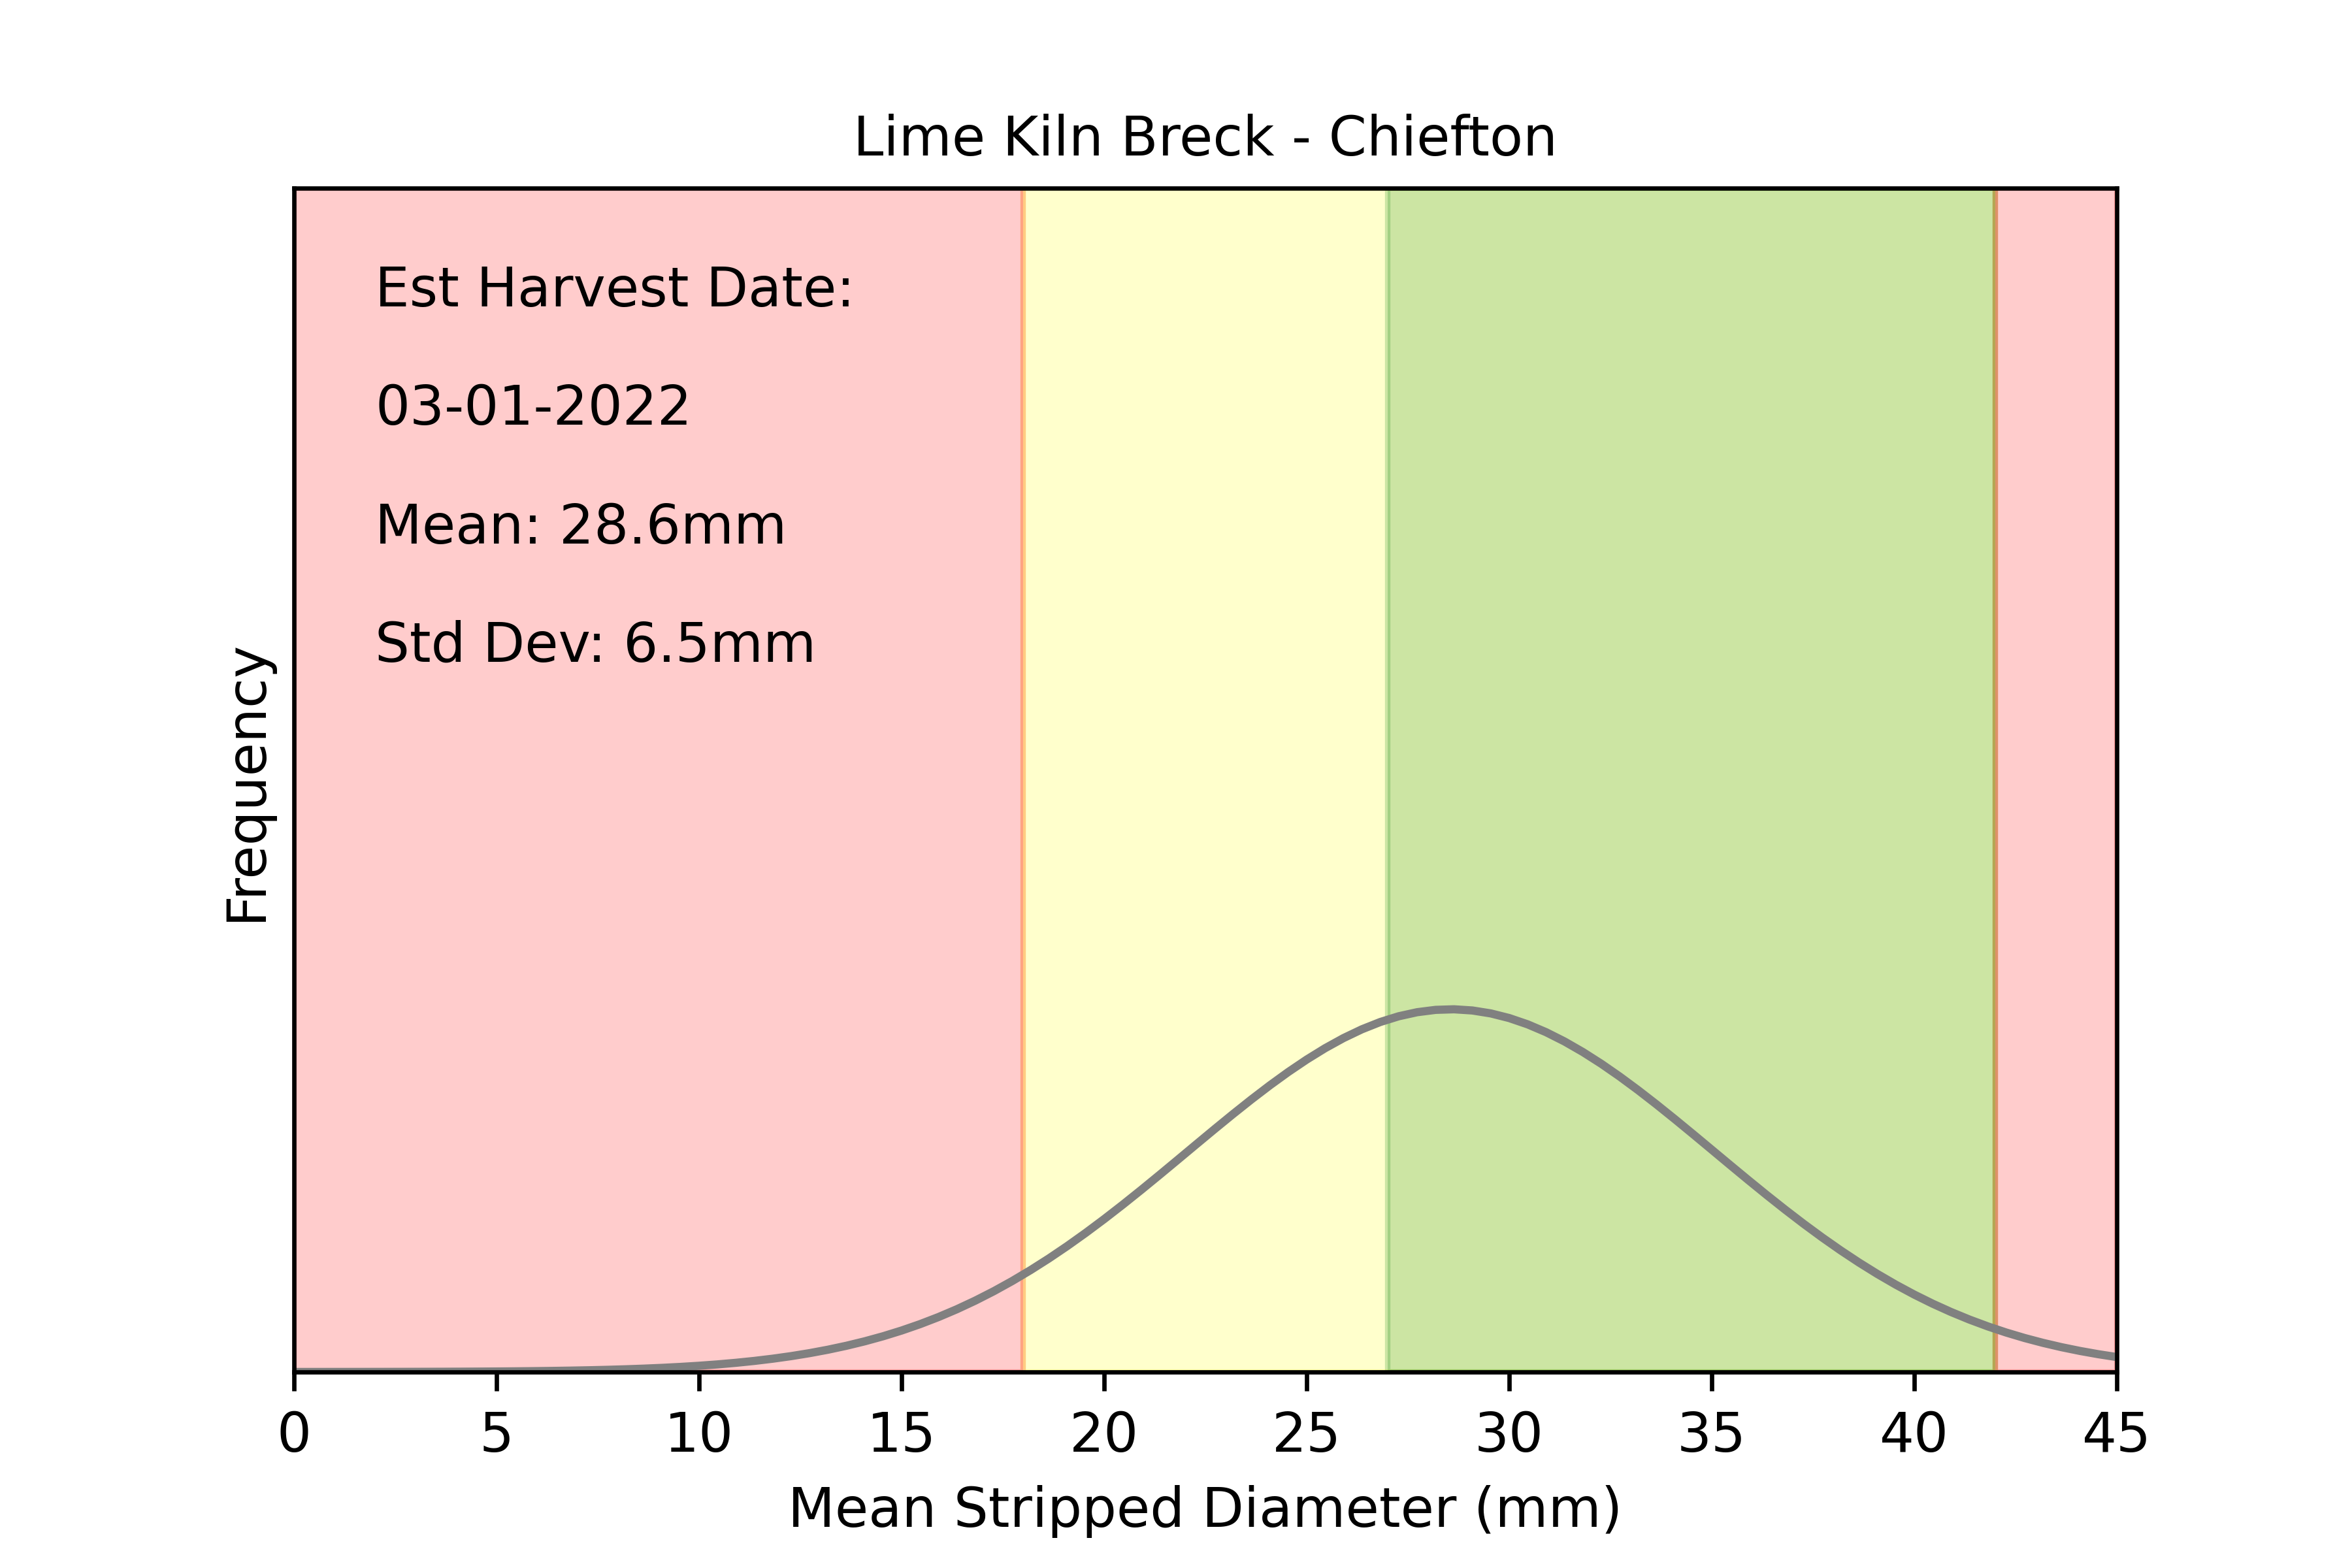 Lime Kiln Breck - Chiefton
Est Harvest Date:
03-01-2022
Mean: 28.6mm
Std Dev: 6.5mm
Frequency
0 5 10 15 20 25 30 35 40 45
Mean Stripped Diameter (mm)